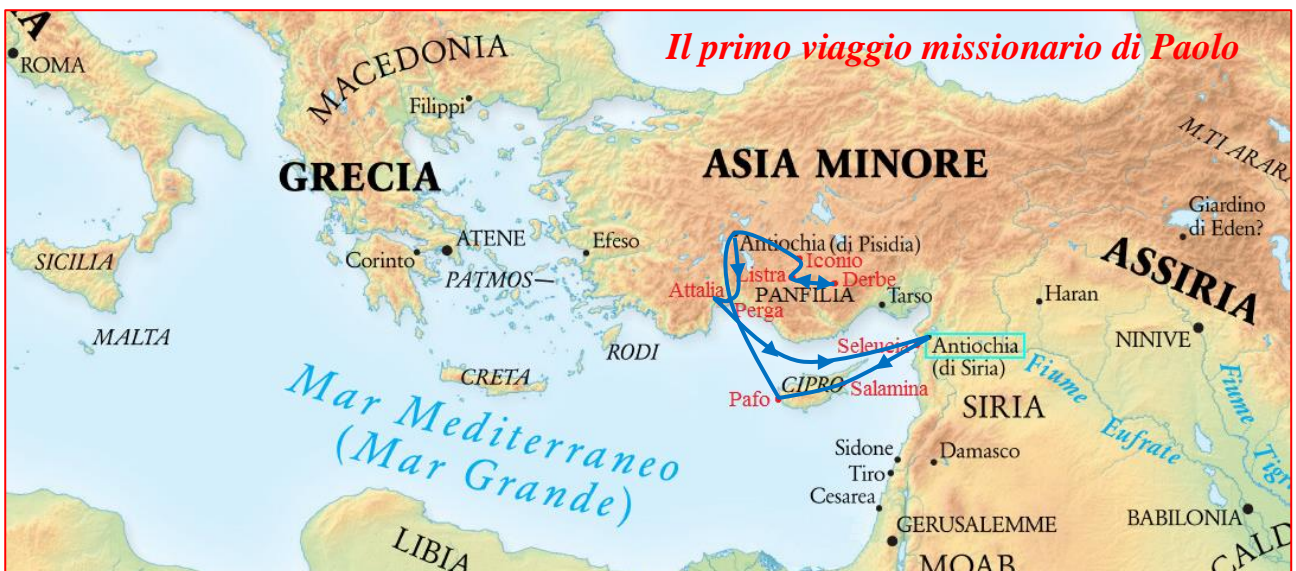 Il primo viaggio missionario di Paolo
ROMA
MACEDONIA
Filippi
GRECIA
ASIA MINORE
M.TI ARARA
Giardino
di Eden?
SICILIA
Corinto
ATENE
PATMOS
Efeso
Antiochia (di Pisidia)
Iconio
Listra
Derbe
Attalia
PANFILIA
Perga
Tarso
Haran
ASSIRIA
NINIVE
MALTA
RODI
Seleucia
Antiochia
(di Siria)
CRETA
CIPRO
Salamina
Pafo
Fiume
Eufrate
Fiume
Tigr
SIRIA
Mar Mediterraneo
(Mar Grande)
Sidone
Damasco
Tiro
Cesarea
GERUSALEMME
BABILONIA
LIBIA
MOAB
CALD